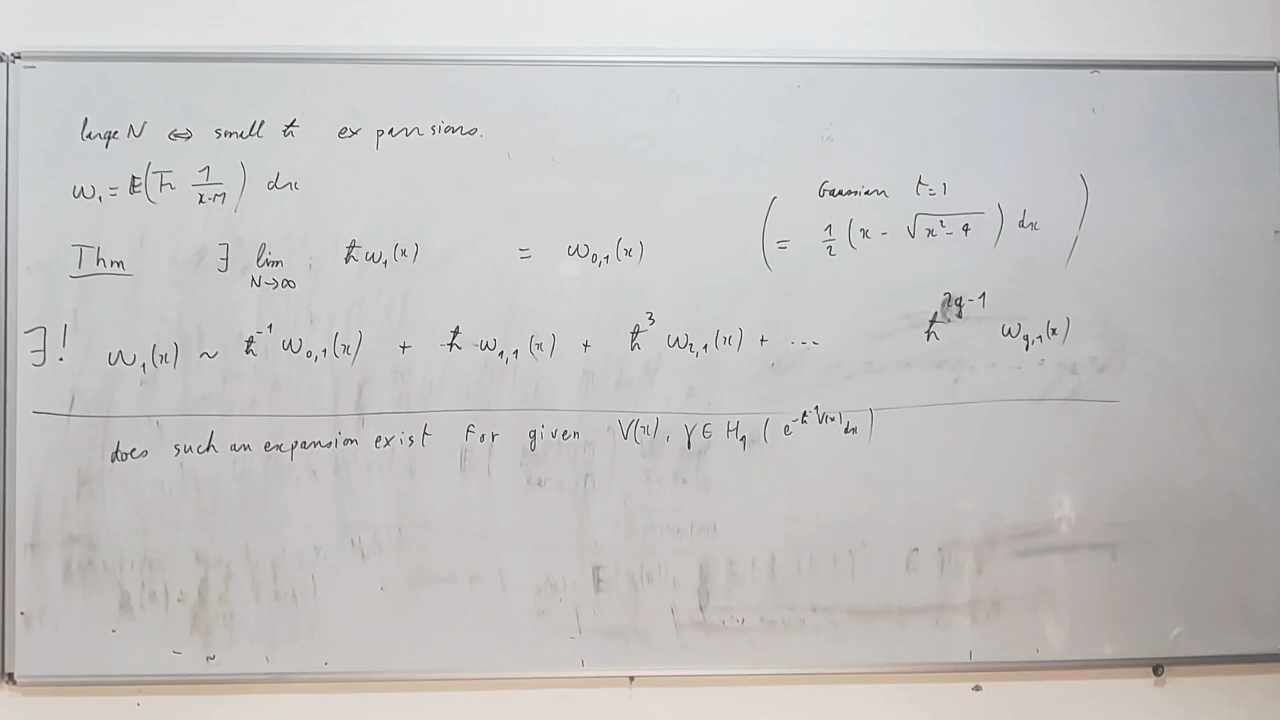 large N ⇔ small ħ expansions.
ω₁ = 𝔼(Tr 1/(x-M)) dx
Gaussian t=1
Thm ∃ lim_{N→∞} ħω₁(x) = ω₀,₁(x) ( = 1/2 (x - √(x²-4)) dx )
∃! ω₁(x) ~ ħ⁻¹ ω₀,₁(x) + ħ ω₁,₁(x) + ħ³ ω₂,₁(x) + ... ħ^{2g-1} ω_{g,1}(x)
does such an expansion exist for given V(x), γ ∈ H₁(e^{-ħ⁻¹V(x)} dx)